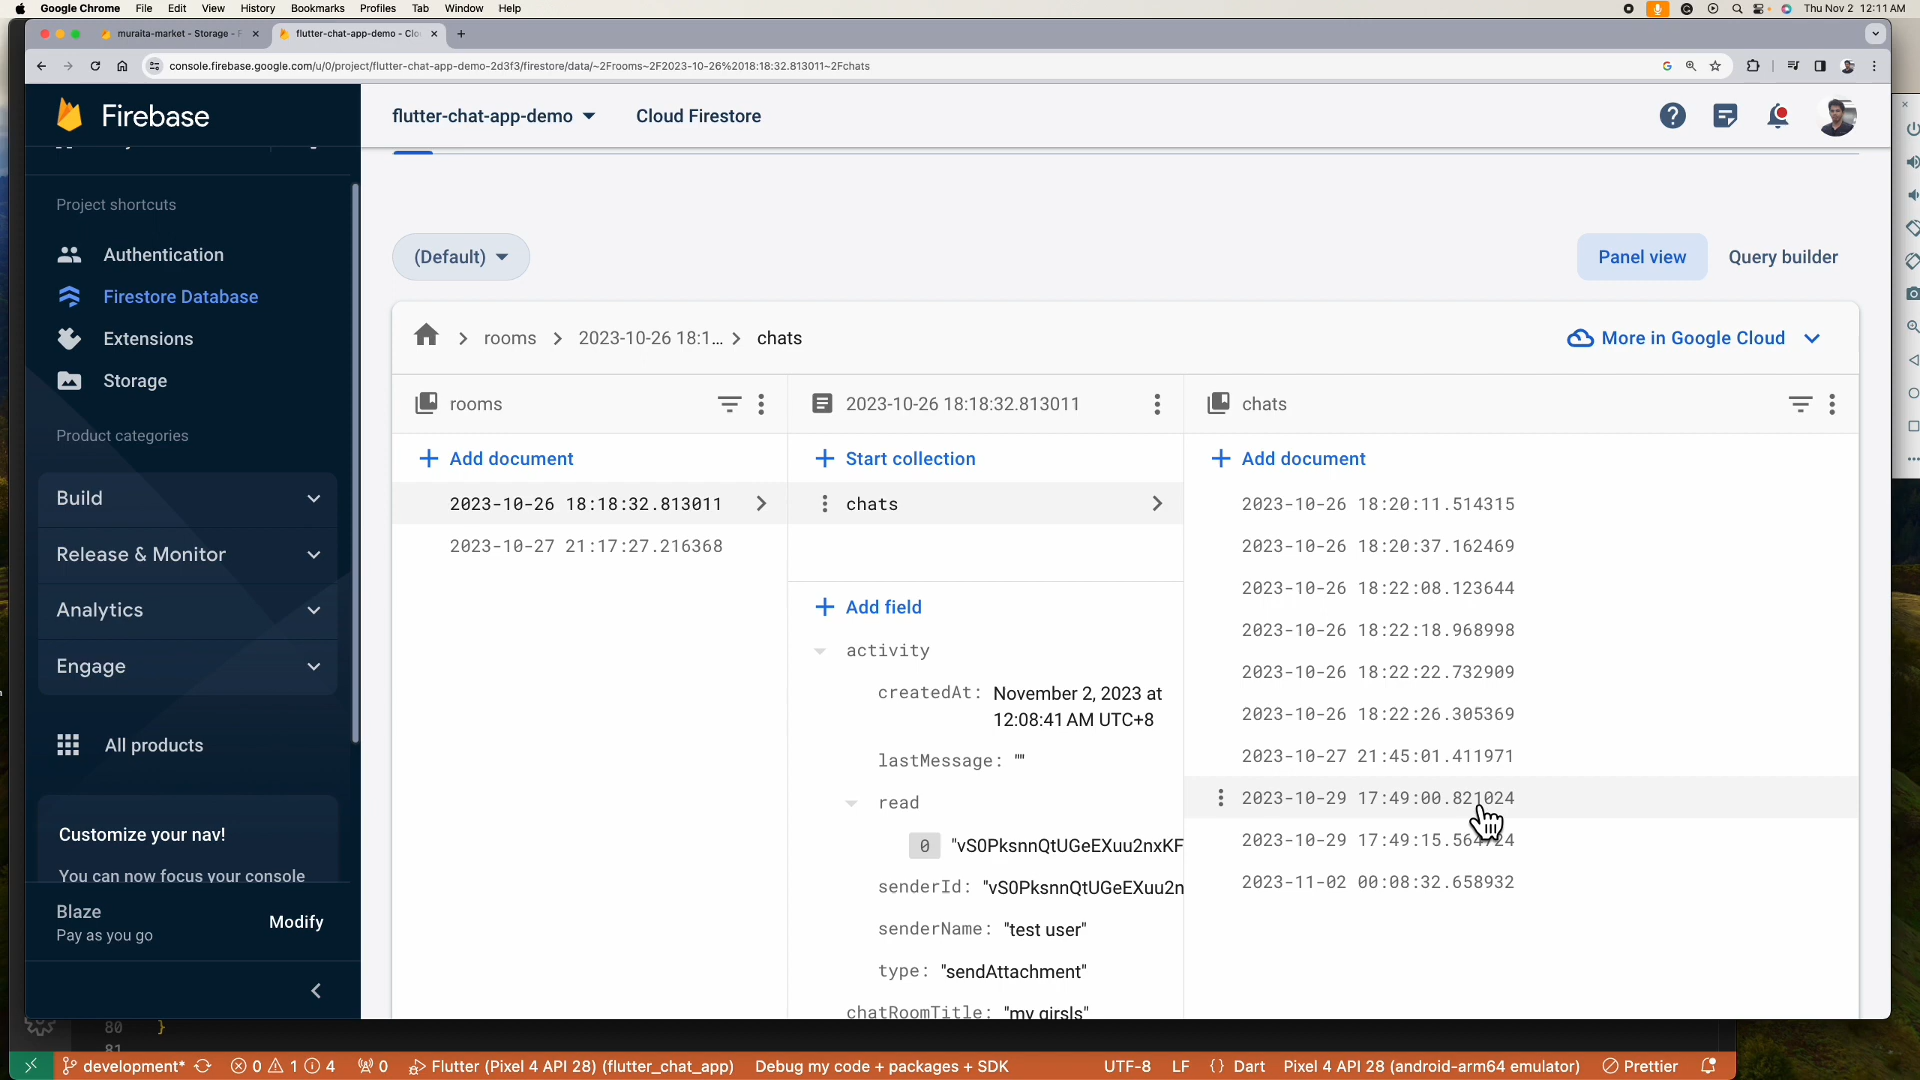 Google Chrome File Edit View History Bookmarks Profiles Tab Window Help
Thu Nov 2 12:11 AM
muraita-market - Storage - F
flutter-chat-app-demo - Clo
console.firebase.google.com/u/0/project/flutter-chat-app-demo-2d3f3/firestore/data/~2Frooms~2F2023-10-26%2018:18:32.813011~2Fchats
Firebase
flutter-chat-app-demo
Cloud Firestore
Project shortcuts
Authentication
Firestore Database
Extensions
Storage
Product categories
Build
Release & Monitor
Analytics
Engage
All products
Customize your nav!
You can now focus your console
Blaze
Pay as you go
Modify
(Default)
Panel view
Query builder
rooms
2023-10-26 18:1...
chats
More in Google Cloud
rooms
Add document
2023-10-26 18:18:32.813011
2023-10-27 21:17:27.216368
2023-10-26 18:18:32.813011
Start collection
chats
Add field
activity
createdAt: November 2, 2023 at
12:08:41 AM UTC+8
lastMessage: ""
read
0 "vS0PksnnQtUGeEXuu2nxKF
senderId: "vS0PksnnQtUGeEXuu2n
senderName: "test user"
type: "sendAttachment"
chatRoomTitle: "my girsls"
chats
Add document
2023-10-26 18:20:11.514315
2023-10-26 18:20:37.162469
2023-10-26 18:22:08.123644
2023-10-26 18:22:18.968998
2023-10-26 18:22:22.732909
2023-10-26 18:22:26.305369
2023-10-27 21:45:01.411971
2023-10-29 17:49:00.821024
2023-10-29 17:49:15.564724
2023-11-02 00:08:32.658932
80 }
81
development* 0 1 4 0 Flutter (Pixel 4 API 28) (flutter_chat_app) Debug my code + packages + SDK UTF-8 LF {} Dart Pixel 4 API 28 (android-arm64 emulator) Prettier